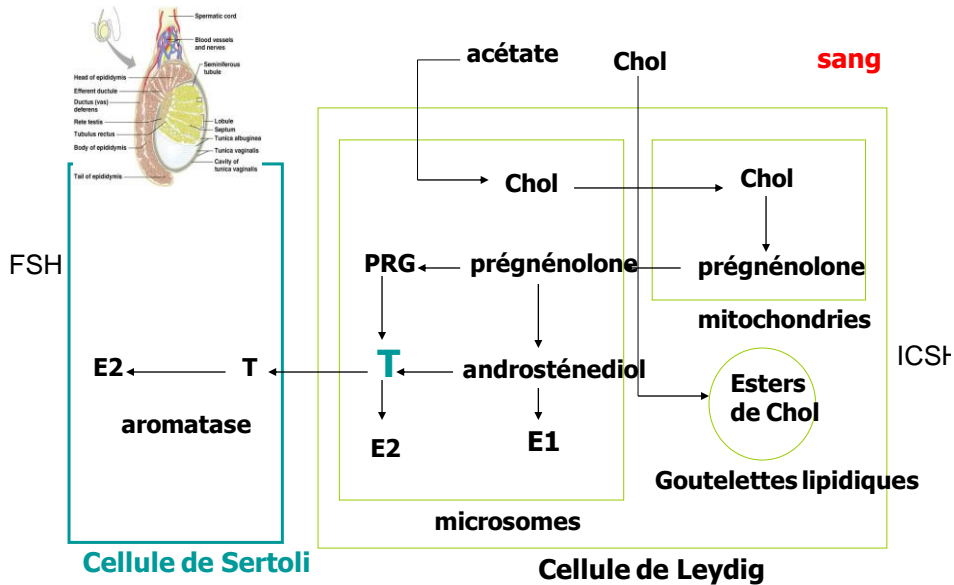 Spermatic cord
Blood vessels
and nerves
Seminiferous
tubule
Head of epididymis
Efferent ductule
Ductus (vas)
deferens
Rete testis
Tubulus rectus
Body of epididymis
Tail of epididymis
Lobule
Septum
Tunica albuginea
Tunica vaginalis
Cavity of
tunica vaginalis
acétate
Chol
sang
Chol
Chol
FSH
PRG
prégnénolone
prégnénolone
mitochondries
ICSH
E2
T
T
androsténediol
Esters
de Chol
aromatase
E2
E1
Goutelettes lipidiques
microsomes
Cellule de Sertoli
Cellule de Leydig